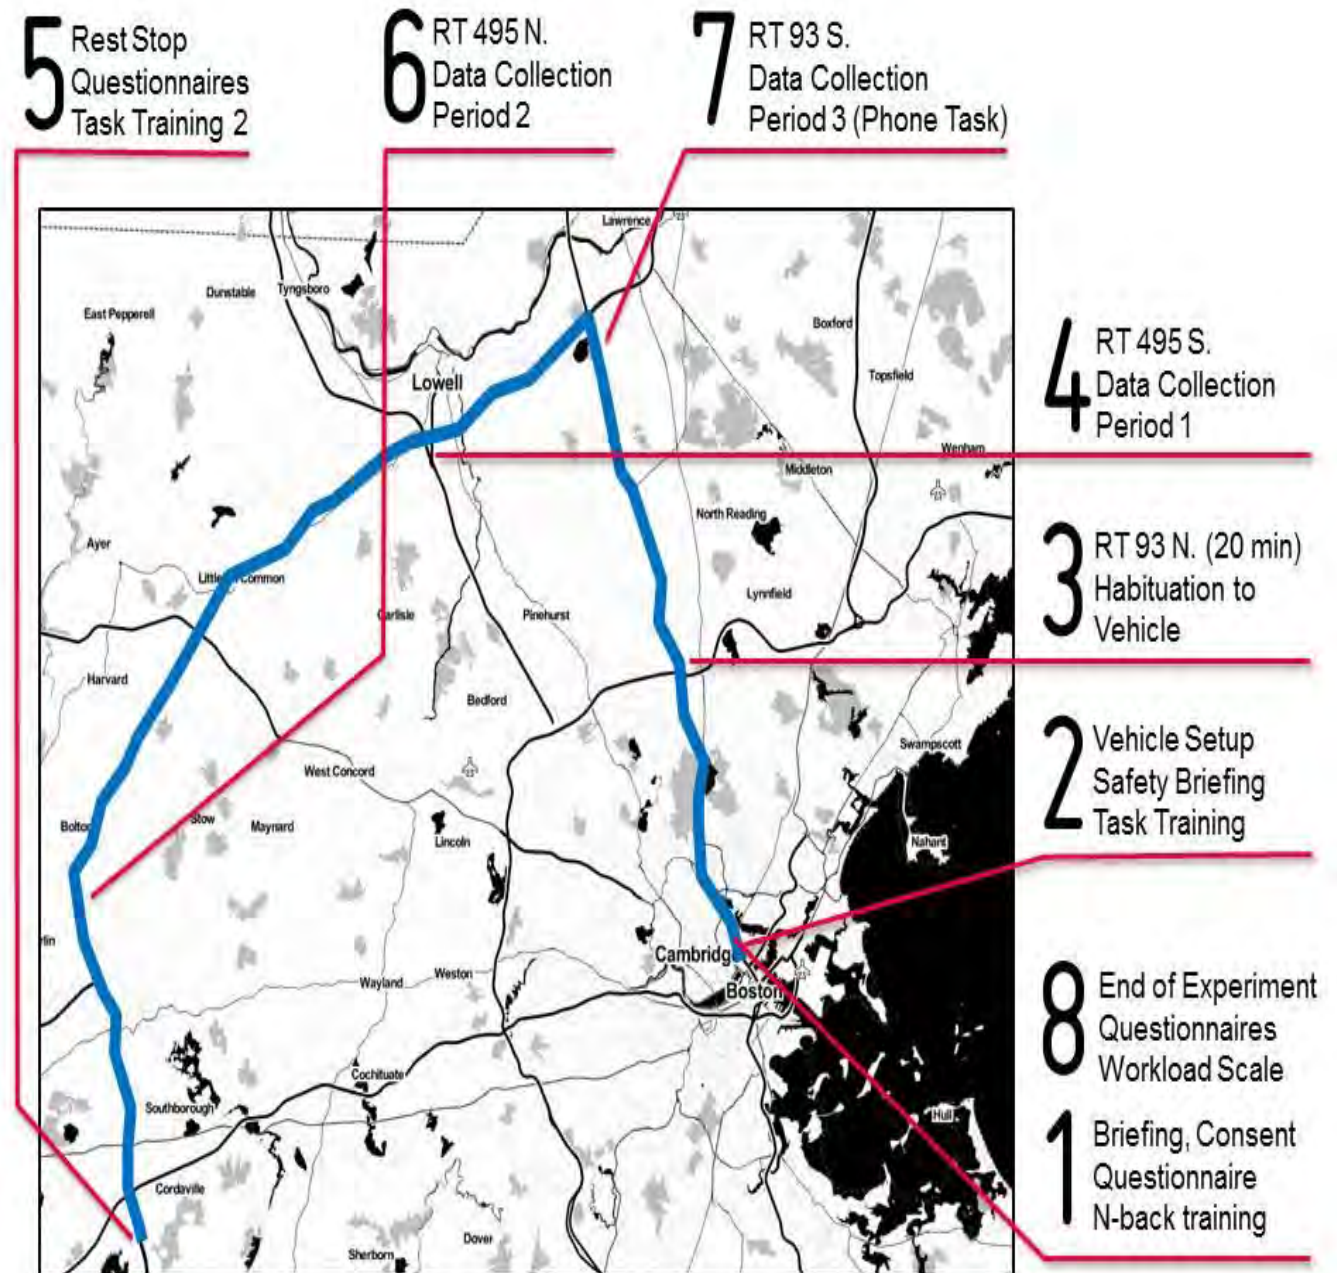 5 Rest Stop
Questionnaires
Task Training 2
6 RT 495 N.
Data Collection
Period 2
7 RT 93 S.
Data Collection
Period 3 (Phone Task)
4 RT 495 S.
Data Collection
Period 1
3 RT 93 N. (20 min)
Habituation to
Vehicle
2 Vehicle Setup
Safety Briefing
Task Training
8 End of Experiment
Questionnaires
Workload Scale
1 Briefing, Consent
Questionnaire
N-back training
Lawrence
Dunstable
Tyngsboro
East Pepperell
Boxford
Topsfield
Lowell
Wenham
Middleton
North Reading
Ayer
Common
Lynnfield
Carlisle
Pinehurst
Harvard
Bedford
Swampscott
West Concord
Stow
Maynard
Lincoln
Nahant
Cambridg
Boston
Wayland
Weston
Cochituate
Southborough
Hull
Cordaville
Sherborn
Dover